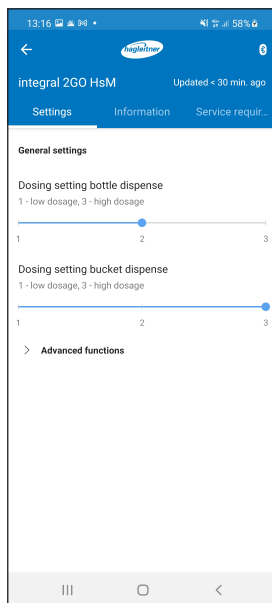 13:16 58%
hagleitner
integral 2GO HsM Updated < 30 min. ago
Settings Information Service requir...
General settings
Dosing setting bottle dispense
1 - low dosage, 3 - high dosage
1 2 3
Dosing setting bucket dispense
1 - low dosage, 3 - high dosage
1 2 3
Advanced functions